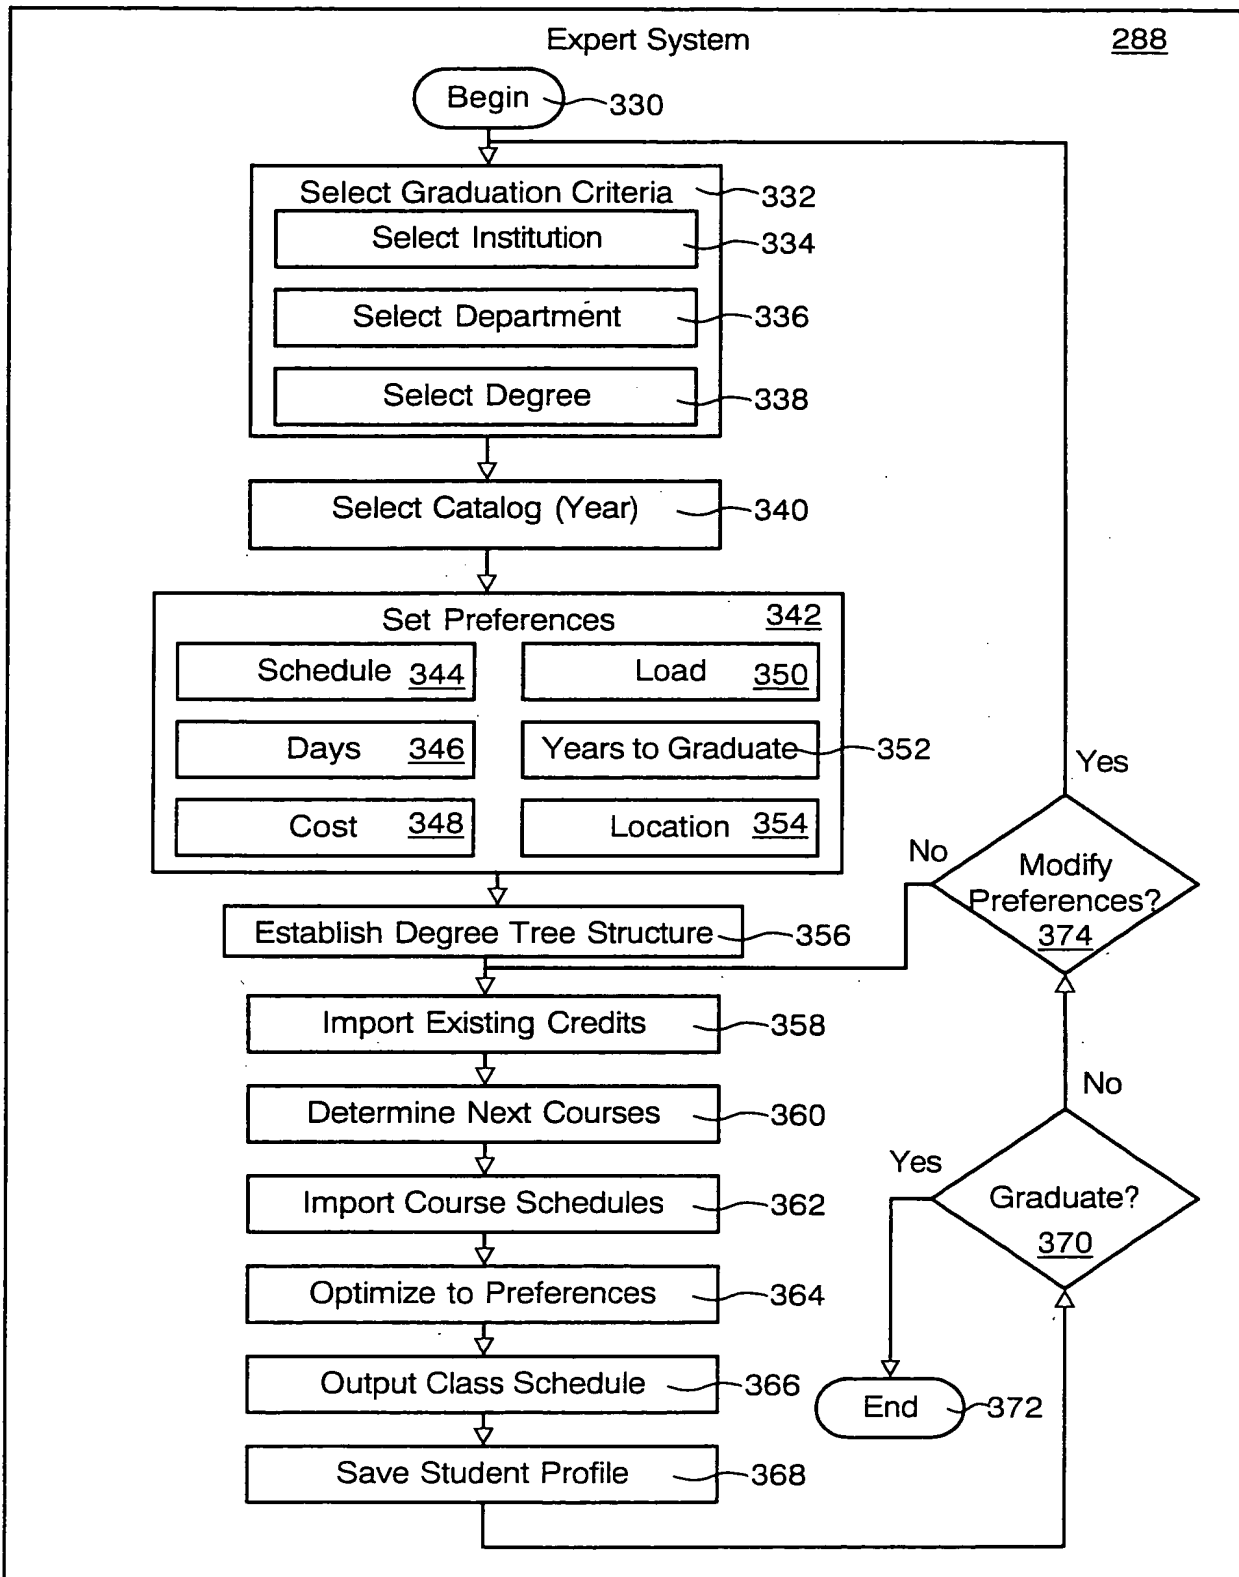 Expert System 288
Begin 330
Select Graduation Criteria 332
Select Institution 334
Select Department 336
Select Degree 338
Select Catalog (Year) 340
Set Preferences 342
Schedule 344
Load 350
Days 346
Years to Graduate 352
Cost 348
Location 354
Establish Degree Tree Structure 356
Import Existing Credits 358
Determine Next Courses 360
Import Course Schedules 362
Optimize to Preferences 364
Output Class Schedule 366
Save Student Profile 368
Yes
No
Modify
Preferences?
374
No
Yes
Graduate?
370
End 372